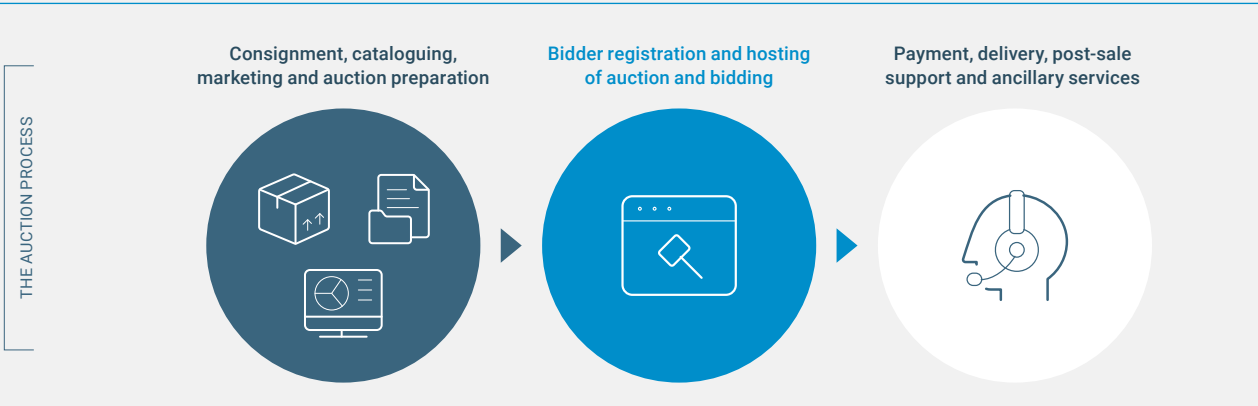 Consignment, cataloguing,
marketing and auction preparation
Bidder registration and hosting
of auction and bidding
Payment, delivery, post-sale
support and ancillary services
THE AUCTION PROCESS